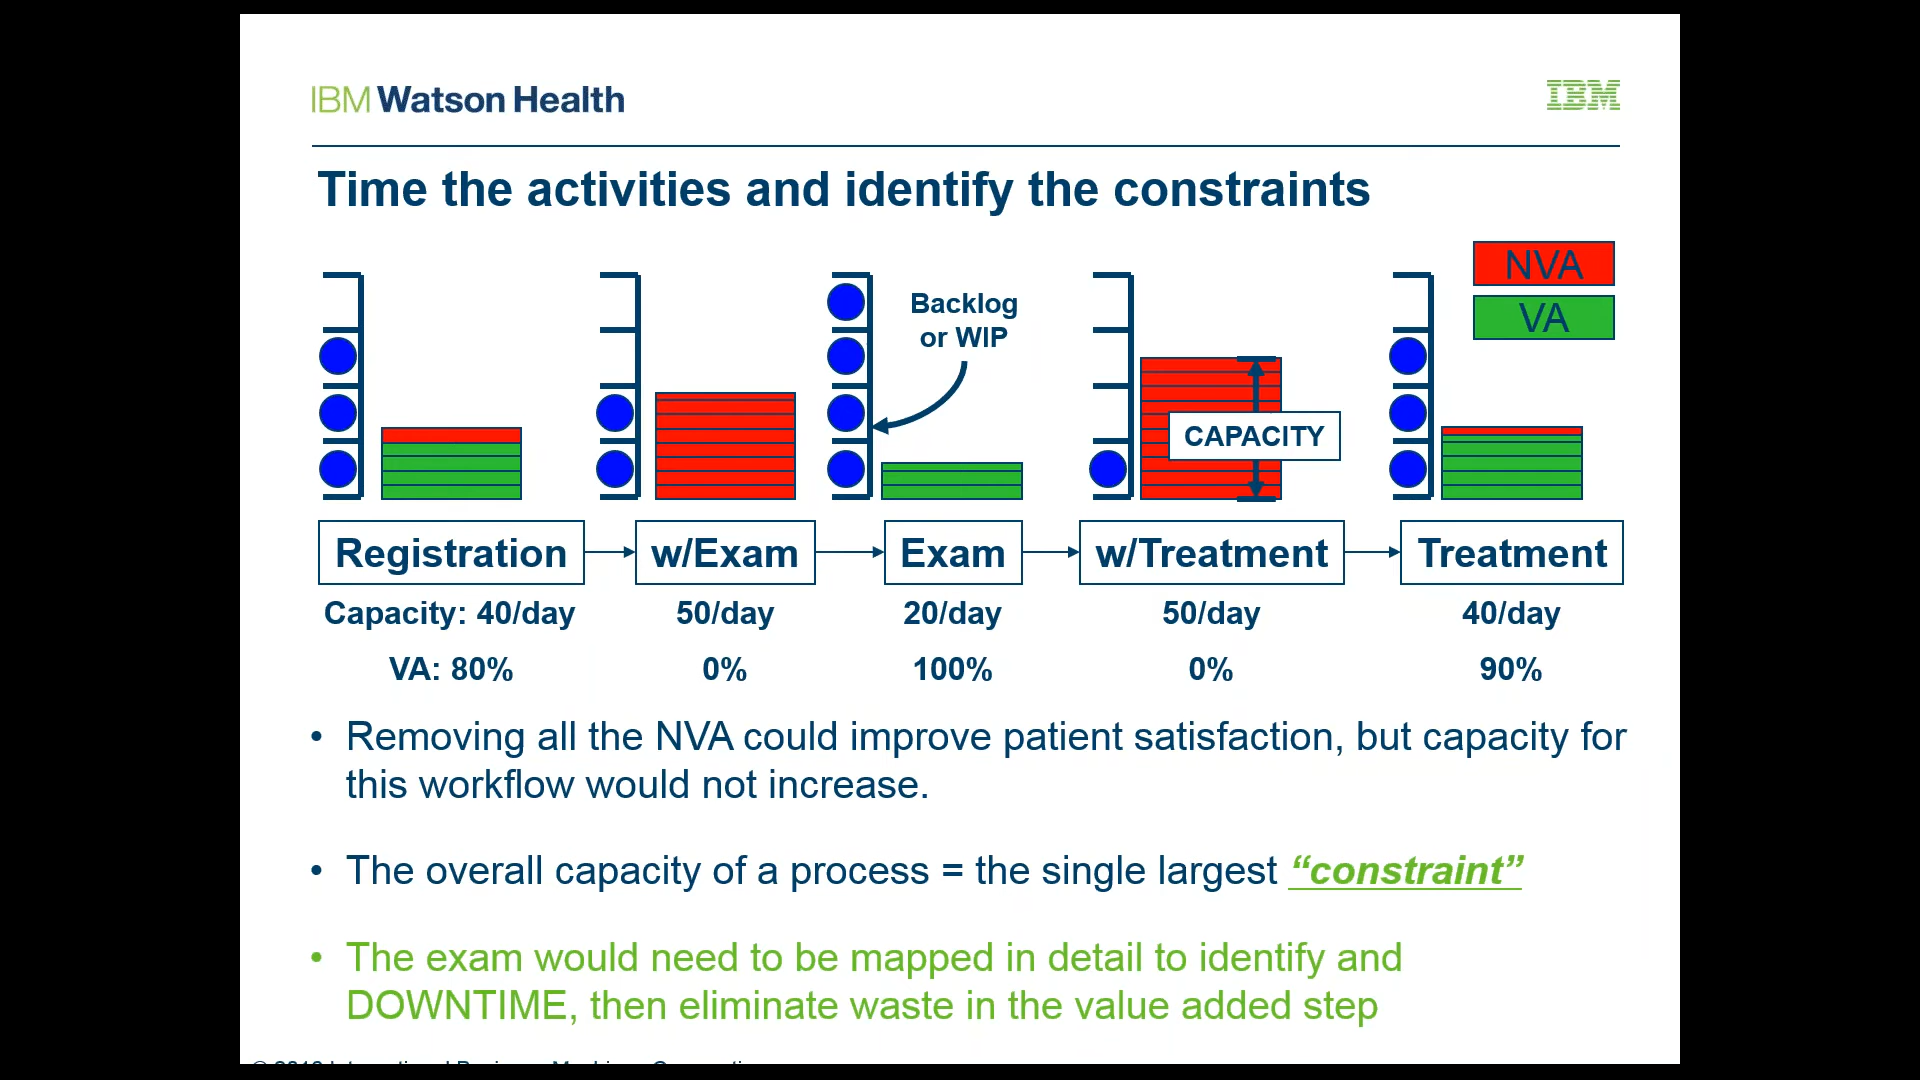 IBM Watson Health
IBM
Time the activities and identify the constraints
NVA
VA
Backlog
or WIP
CAPACITY
Registration
w/Exam
Exam
w/Treatment
Treatment
Capacity: 40/day
50/day
20/day
50/day
40/day
VA: 80%
0%
100%
0%
90%
• Removing all the NVA could improve patient satisfaction, but capacity for
this workflow would not increase.
• The overall capacity of a process = the single largest “constraint”
• The exam would need to be mapped in detail to identify and
DOWNTIME, then eliminate waste in the value added step